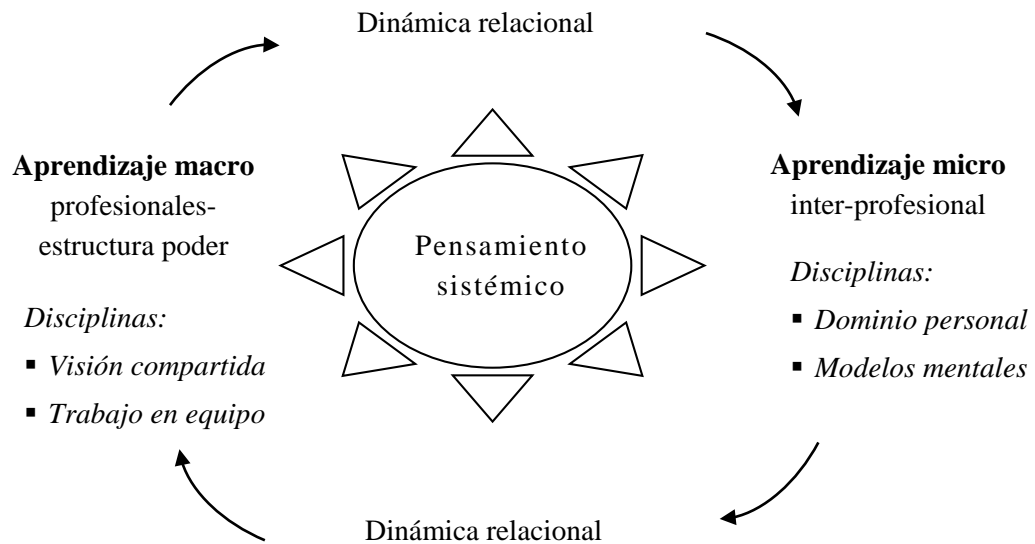 Dinámica relacional
Aprendizaje macro
profesionales-
estructura poder
Disciplinas:
▪ Visión compartida
▪ Trabajo en equipo
Pensamiento
sistémico
Aprendizaje micro
inter-profesional
Disciplinas:
▪ Dominio personal
▪ Modelos mentales
Dinámica relacional